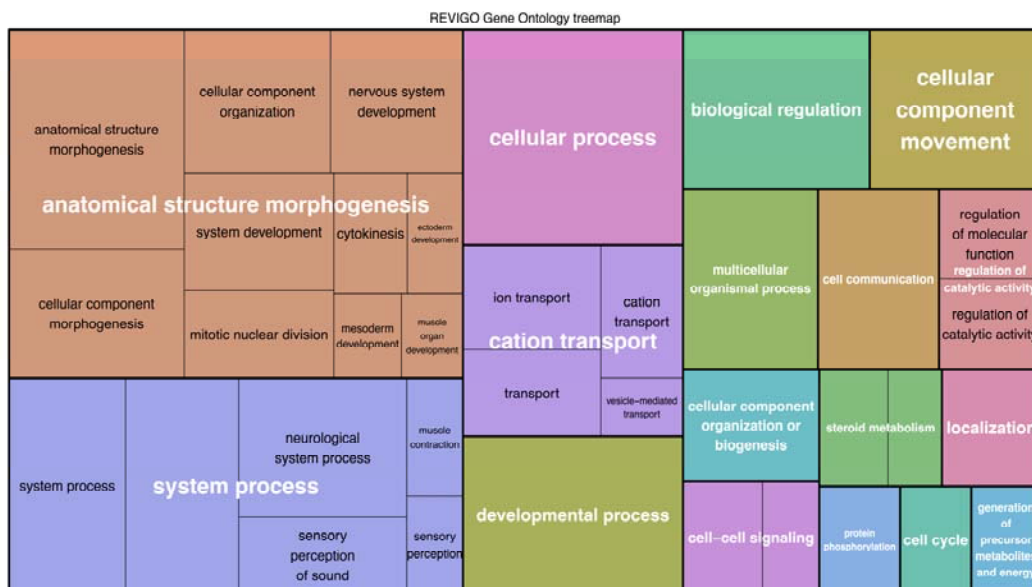 REVIGO Gene Ontology treemap
anatomical structure
morphogenesis
cellular component
organization
nervous system
development
anatomical structure morphogenesis
system development
cytokinesis
ectoderm
development
cellular component
morphogenesis
mitotic nuclear division
mesoderm
development
muscle
organ
development
system process
system process
neurological
system process
muscle
contraction
sensory
perception
of sound
sensory
perception
cellular process
ion transport
cation
transport
cation transport
transport
vesicle-mediated
transport
developmental process
biological regulation
cellular
component
movement
multicellular
organismal process
cell communication
regulation
of molecular
function
regulation of
catalytic activity
regulation of
catalytic activity
cellular component
organization or
biogenesis
steroid metabolism
localization
cell-cell signaling
protein
phosphorylation
cell cycle
generation
of
precursor
metabolites
and energy